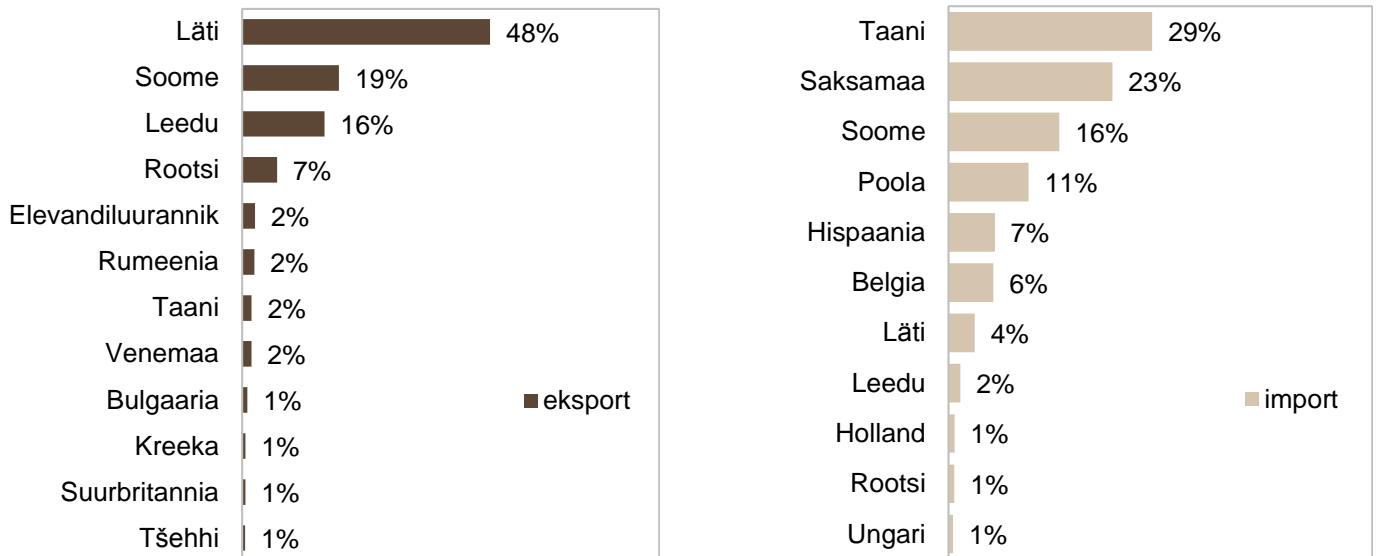 Läti 48%
Soome 19%
Leedu 16%
Rootsi 7%
Elevandiluurannik 2%
Rumeenia 2%
Taani 2%
Venemaa 2%
Bulgaaria 1%
Kreeka 1%
Suurbritannia 1%
Tšehhi 1%
eksport
Taani 29%
Saksamaa 23%
Soome 16%
Poola 11%
Hispaania 7%
Belgia 6%
Läti 4%
Leedu 2%
Holland 1%
Rootsi 1%
Ungari 1%
import